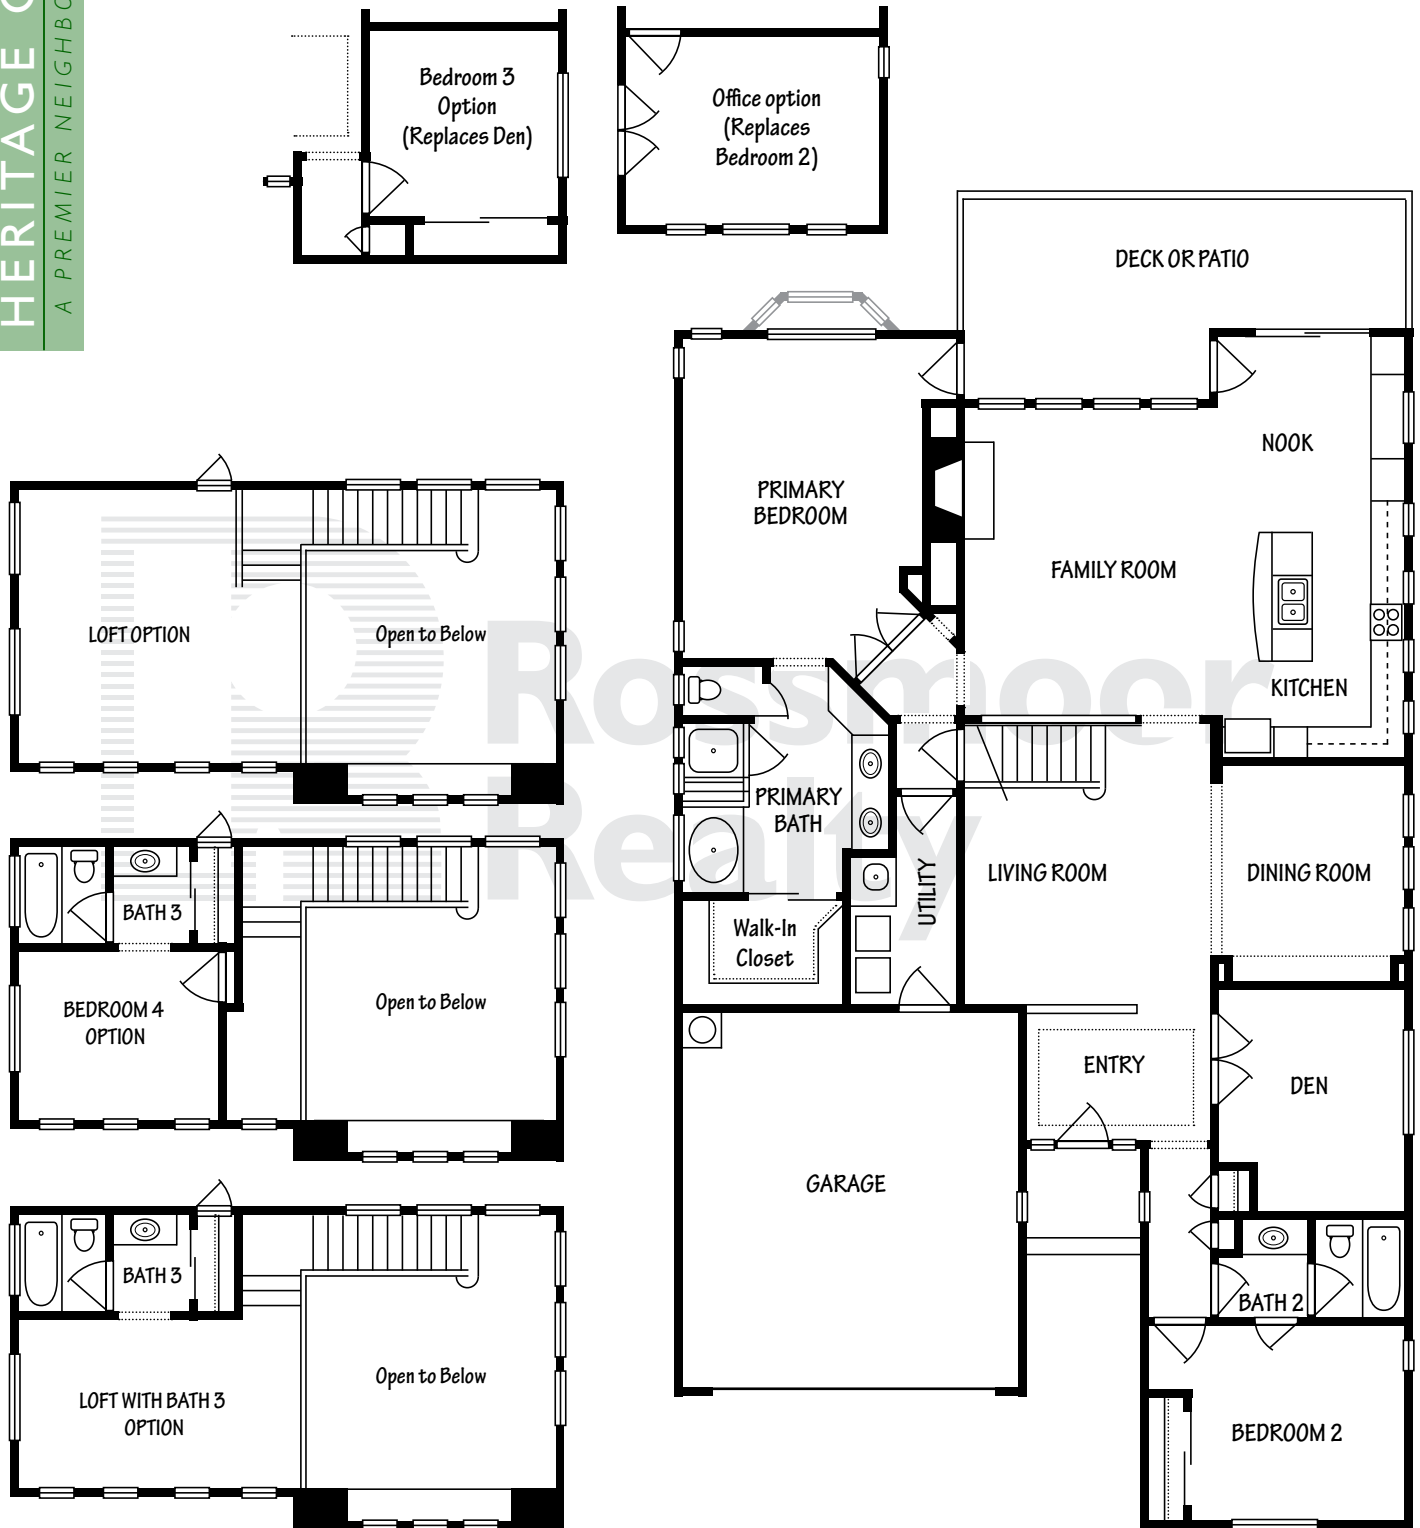 HERITAGE
A PREMIER
Bedroom 3
Option
(Replaces Den)
Office option
(Replaces
Bedroom 2)
DECK OR PATIO
NOOK
PRIMARY
BEDROOM
FAMILY ROOM
KITCHEN
LOFT OPTION
Open to Below
Rossmoor
Realty
PRIMARY
BATH
UTILITY
LIVING ROOM
DINING ROOM
Walk-In
Closet
BATH 3
BEDROOM 4
OPTION
Open to Below
ENTRY
DEN
GARAGE
BATH 2
BEDROOM 2
BATH 3
LOFT WITH BATH 3
OPTION
Open to Below